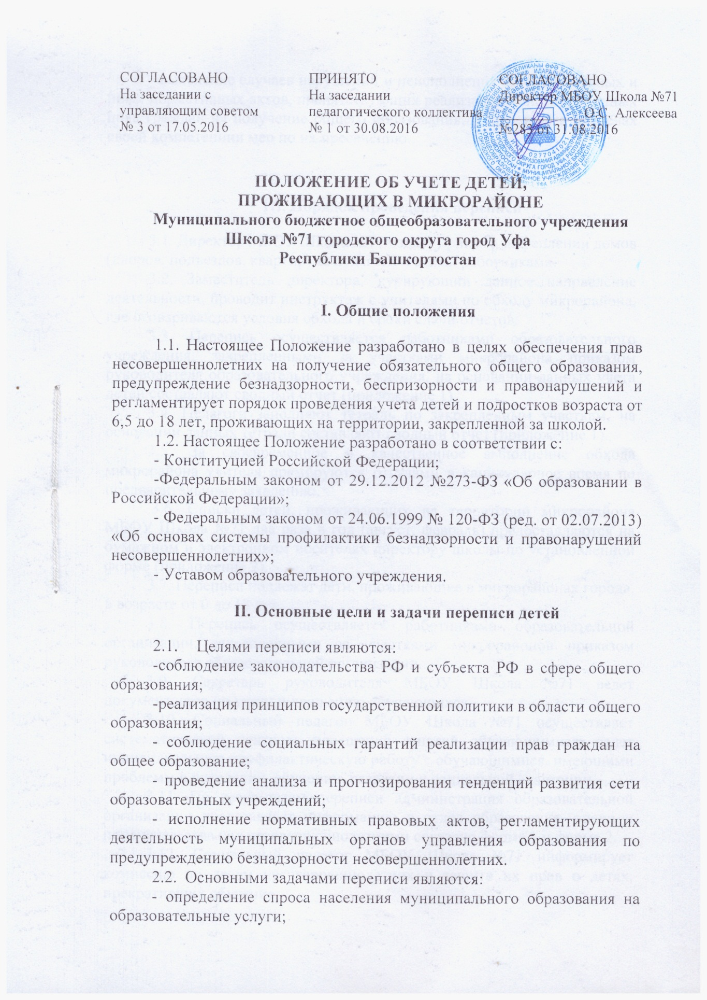 СОГЛАСОВАНО
На заседании с
управляющим советом
№ 3 от 17.05.2016
ПРИНЯТО
На заседании
педагогического коллектива
№ 1 от 30.08.2016
СОГЛАСОВАНО
Директор МБОУ Школа №71
О.С. Алексеева
№283 от 31.08.2016
ПОЛОЖЕНИЕ ОБ УЧЕТЕ ДЕТЕЙ,
ПРОЖИВАЮЩИХ В МИКРОРАЙОНЕ
Муниципального бюджетное общеобразовательного учреждения
Школа №71 городского округа город Уфа
Республики Башкортостан
I. Общие положения
1.1. Настоящее Положение разработано в целях обеспечения прав
несовершеннолетних на получение обязательного общего образования,
предупреждение безнадзорности, беспризорности и правонарушений и
регламентирует порядок проведения учета детей и подростков возраста от
6,5 до 18 лет, проживающих на территории, закрепленной за школой.
1.2. Настоящее Положение разработано в соответствии с:
- Конституцией Российской Федерации;
-Федеральным законом от 29.12.2012 №273-ФЗ «Об образовании в
Российской Федерации»;
- Федеральным законом от 24.06.1999 № 120-ФЗ (ред. от 02.07.2013)
«Об основах системы профилактики безнадзорности и правонарушений
несовершеннолетних»;
- Уставом образовательного учреждения.
II. Основные цели и задачи переписи детей
2.1. Целями переписи являются:
-соблюдение законодательства РФ и субъекта РФ в сфере общего
образования;
-реализация принципов государственной политики в области общего
образования;
- соблюдение социальных гарантий реализации прав граждан на
общее образование;
- проведение анализа и прогнозирования тенденций развития сети
образовательных учреждений;
- исполнение нормативных правовых актов, регламентирующих
деятельность муниципальных органов управления образования по
предупреждению безнадзорности несовершеннолетних.
2.2. Основными задачами переписи являются:
- определение спроса населения муниципального образования на
образовательные услуги;